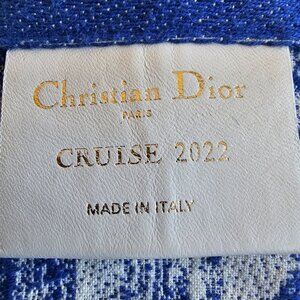 Christian Dior
PARIS
CRUISE 2022
MADE IN ITALY